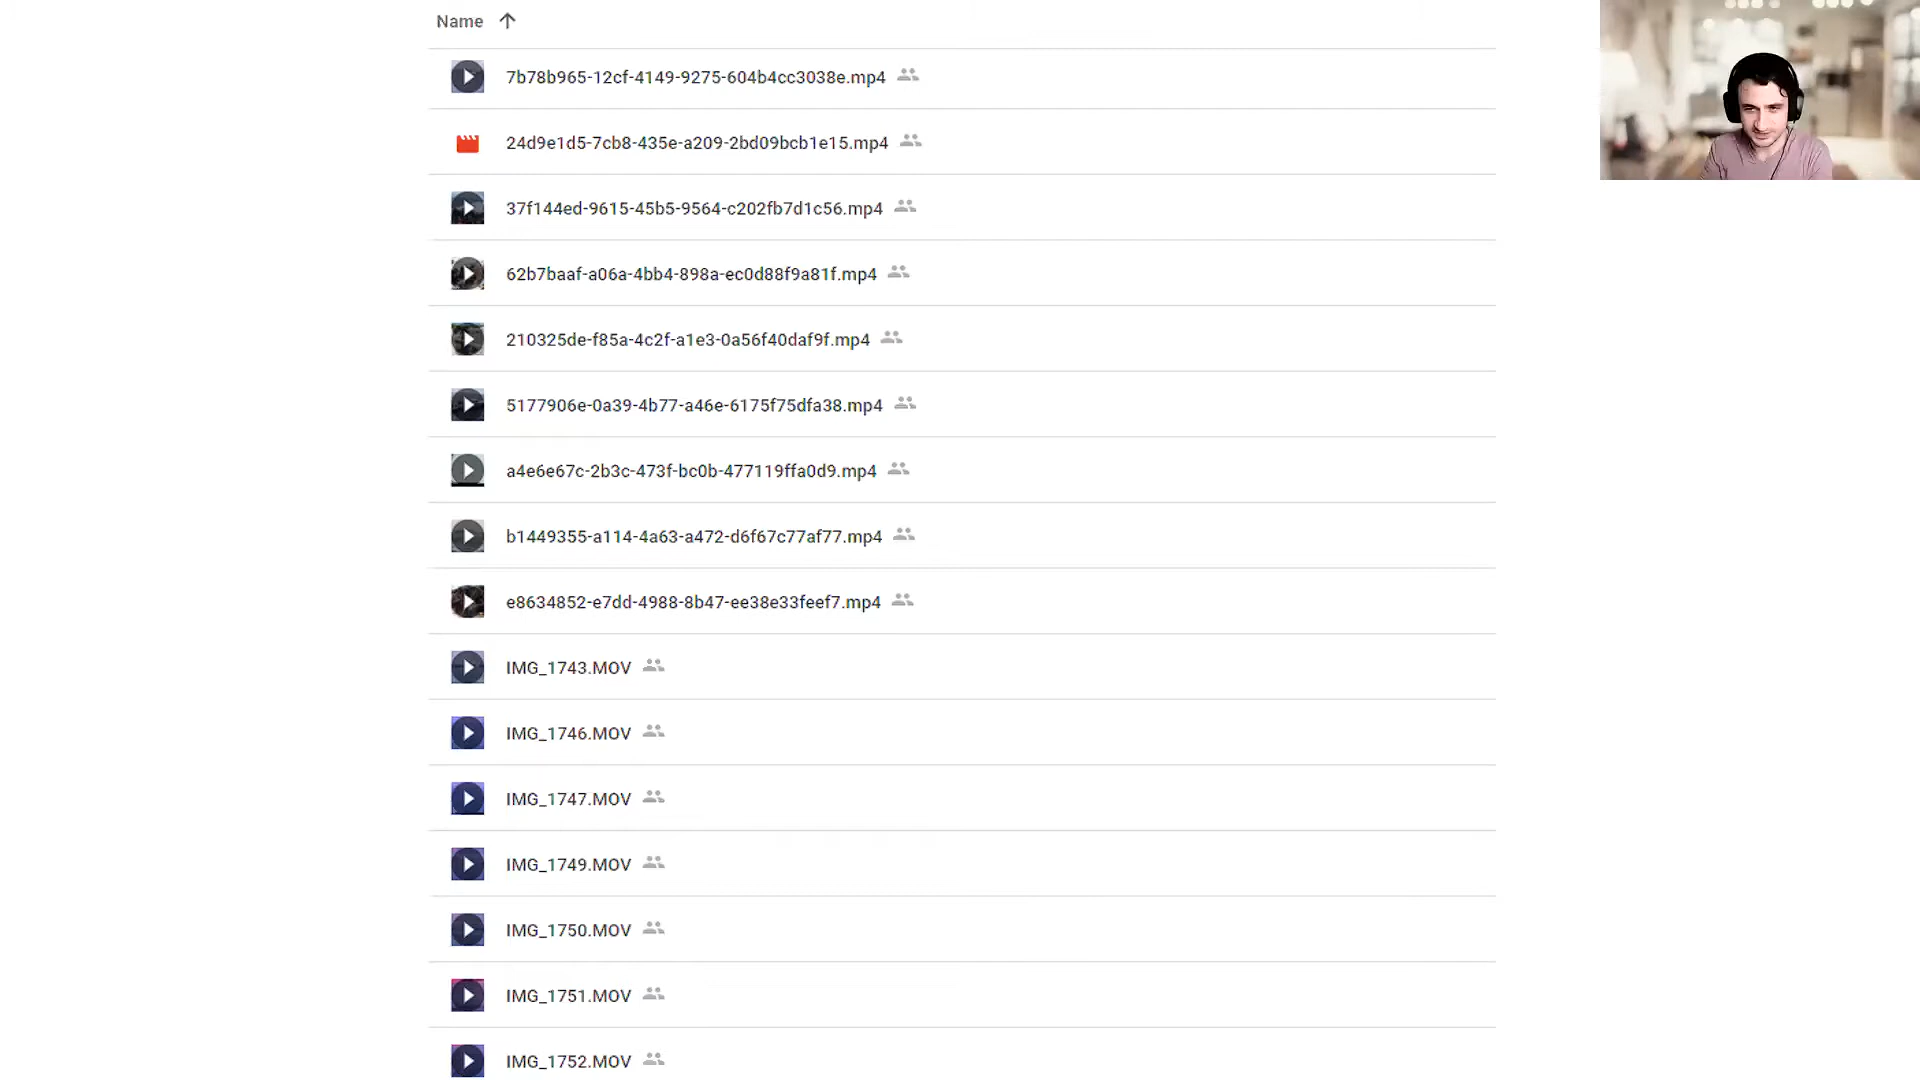 Name
7b78b965-12cf-4149-9275-604b4cc3038e.mp4
24d9e1d5-7cb8-435e-a209-2bd09bcb1e15.mp4
37f144ed-9615-45b5-9564-c202fb7d1c56.mp4
62b7baaf-a06a-4bb4-898a-ec0d88f9a81f.mp4
210325de-f85a-4c2f-a1e3-0a56f40daf9f.mp4
5177906e-0a39-4b77-a46e-6175f75dfa38.mp4
a4e6e67c-2b3c-473f-bc0b-477119ffa0d9.mp4
b1449355-a114-4a63-a472-d6f67c77af77.mp4
e8634852-e7dd-4988-8b47-ee38e33feef7.mp4
IMG_1743.MOV
IMG_1746.MOV
IMG_1747.MOV
IMG_1749.MOV
IMG_1750.MOV
IMG_1751.MOV
IMG_1752.MOV